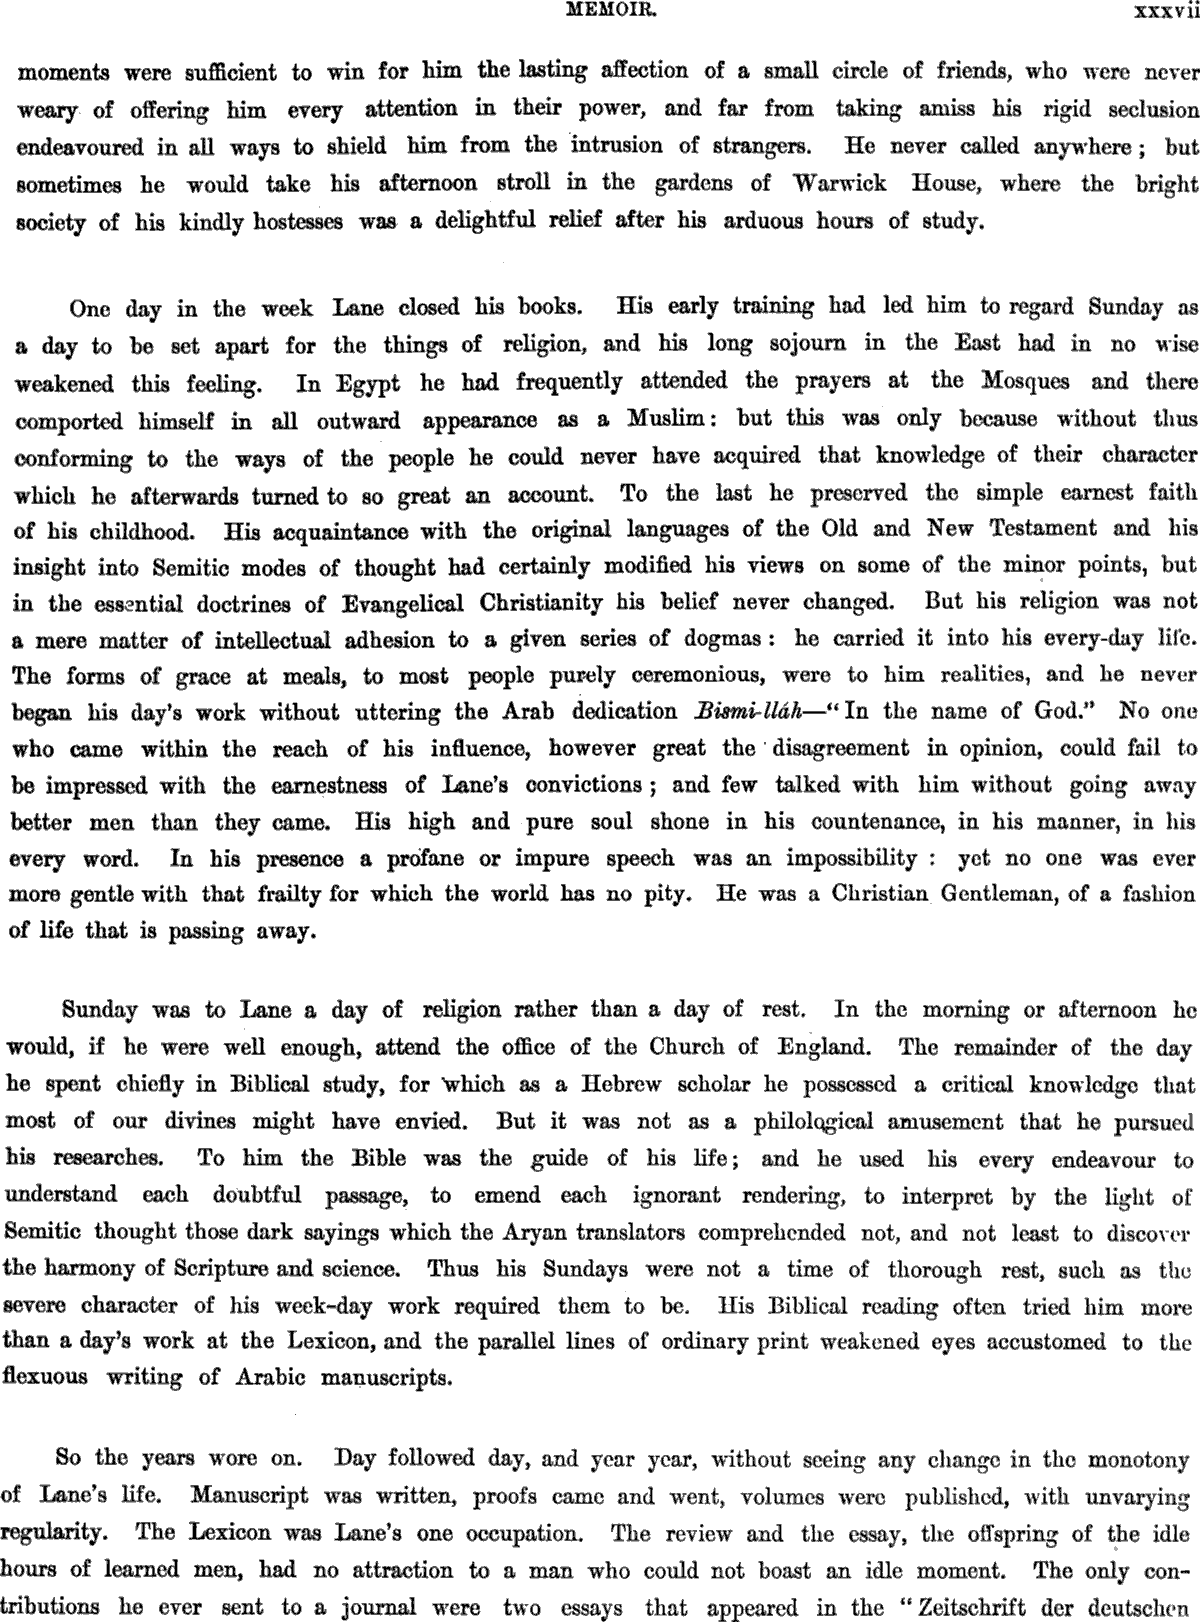 MEMOIR. xxxvii
moments were sufficient to win for him the lasting affection of a small circle of friends, who were never
weary of offering him every attention in their power, and far from taking amiss his rigid seclusion
endeavoured in all ways to shield him from the intrusion of strangers. He never called anywhere; but
sometimes he would take his afternoon stroll in the gardens of Warwick House, where the bright
society of his kindly hostesses was a delightful relief after his arduous hours of study.
One day in the week Lane closed his books. His early training had led him to regard Sunday as
a day to be set apart for the things of religion, and his long sojourn in the East had in no wise
weakened this feeling. In Egypt he had frequently attended the prayers at the Mosques and there
comported himself in all outward appearance as a Muslim: but this was only because without thus
conforming to the ways of the people he could never have acquired that knowledge of their character
which he afterwards turned to so great an account. To the last he preserved the simple earnest faith
of his childhood. His acquaintance with the original languages of the Old and New Testament and his
insight into Semitic modes of thought had certainly modified his views on some of the minor points, but
in the essential doctrines of Evangelical Christianity his belief never changed. But his religion was not
a mere matter of intellectual adhesion to a given series of dogmas: he carried it into his every-day life.
The forms of grace at meals, to most people purely ceremonious, were to him realities, and he never
began his day's work without uttering the Arab dedication Bismi-lláh—"In the name of God." No one
who came within the reach of his influence, however great the disagreement in opinion, could fail to
be impressed with the earnestness of Lane's convictions; and few talked with him without going away
better men than they came. His high and pure soul shone in his countenance, in his manner, in his
every word. In his presence a profane or impure speech was an impossibility: yet no one was ever
more gentle with that frailty for which the world has no pity. He was a Christian Gentleman, of a fashion
of life that is passing away.
Sunday was to Lane a day of religion rather than a day of rest. In the morning or afternoon he
would, if he were well enough, attend the office of the Church of England. The remainder of the day
he spent chiefly in Biblical study, for which as a Hebrew scholar he possessed a critical knowledge that
most of our divines might have envied. But it was not as a philological amusement that he pursued
his researches. To him the Bible was the guide of his life; and he used his every endeavour to
understand each doubtful passage, to emend each ignorant rendering, to interpret by the light of
Semitic thought those dark sayings which the Aryan translators comprehended not, and not least to discover
the harmony of Scripture and science. Thus his Sundays were not a time of thorough rest, such as the
severe character of his week-day work required them to be. His Biblical reading often tried him more
than a day's work at the Lexicon, and the parallel lines of ordinary print weakened eyes accustomed to the
flexuous writing of Arabic manuscripts.
So the years wore on. Day followed day, and year year, without seeing any change in the monotony
of Lane's life. Manuscript was written, proofs came and went, volumes were published, with unvarying
regularity. The Lexicon was Lane's one occupation. The review and the essay, the offspring of the idle
hours of learned men, had no attraction to a man who could not boast an idle moment. The only con-
tributions he ever sent to a journal were two essays that appeared in the "Zeitschrift der deutschen